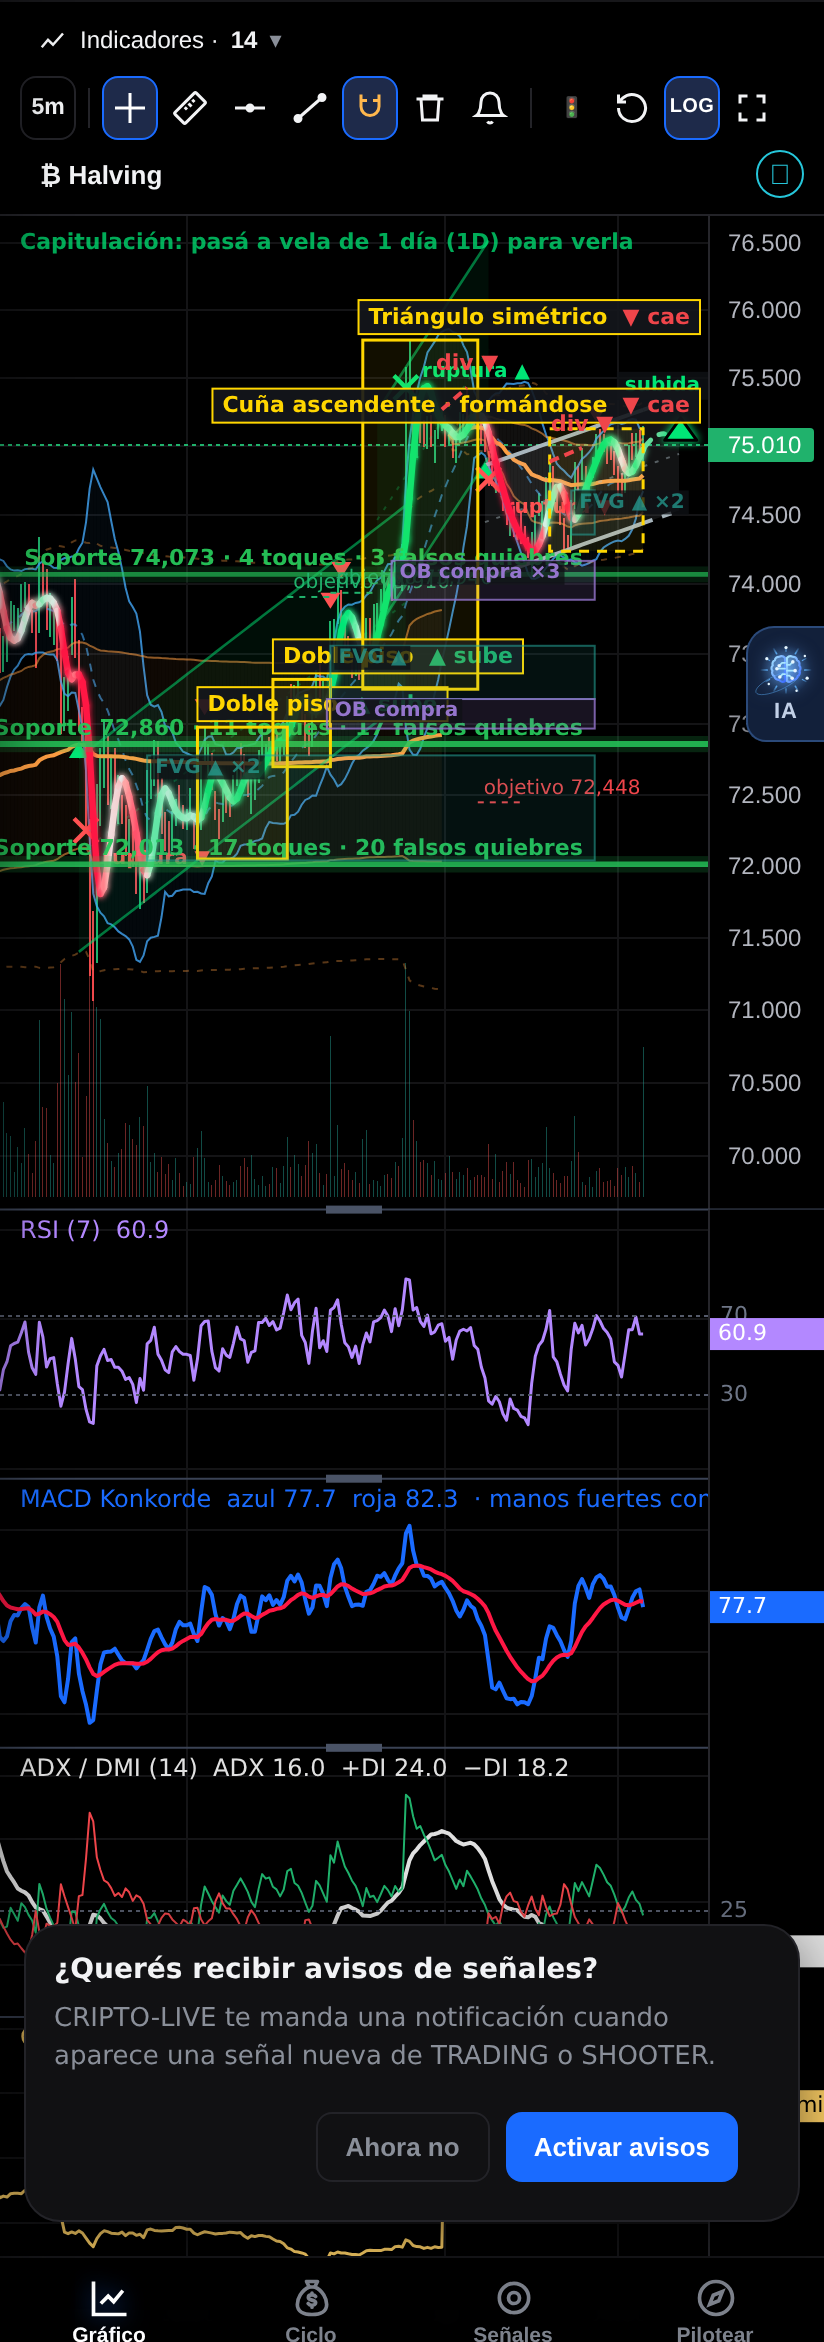 Indicadores · 14 ▼
5m
LOG
₿ Halving
Capitulación: pasá a vela de 1 día (1D) para verla
76.500
76.000
Triángulo simétrico ▼ cae
div ▼
ruptura ▲
75.500
subida
Cuña ascendente · formándose ▼ cae
div ▼
75.010
FVG ▲ ×2
74.500
Soporte 74,073 · 4 toques · 3 falsos quiebres
OB compra ×3
objetivo
74.000
FVG ▲
▲ sube
IA
Doble piso
OB compra
Soporte 72,860 · 11 toques · 17 falsos quiebres
FVG ▲ ×2
objetivo 72,448
72.500
Soporte 72,013 · 17 toques · 20 falsos quiebres
72.000
71.500
71.000
70.500
70.000
RSI (7) 60.9
70
60.9
30
MACD Konkorde azul 77.7 roja 82.3 · manos fuertes
77.7
ADX / DMI (14) ADX 16.0 +DI 24.0 −DI 18.2
25
¿Querés recibir avisos de señales?
CRIPTO-LIVE te manda una notificación cuando
aparece una señal nueva de TRADING o SHOOTER.
Ahora no
Activar avisos
Gráfico
Ciclo
Señales
Pilotear